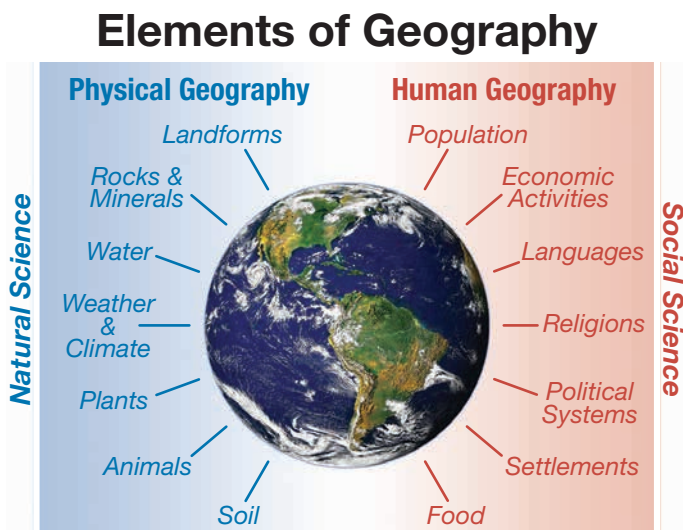 Elements of Geography
Physical Geography
Human Geography
Natural Science
Landforms
Rocks &
Minerals
Water
Weather
&
Climate
Plants
Animals
Soil
Population
Economic
Activities
Languages
Religions
Political
Systems
Settlements
Food
Social Science